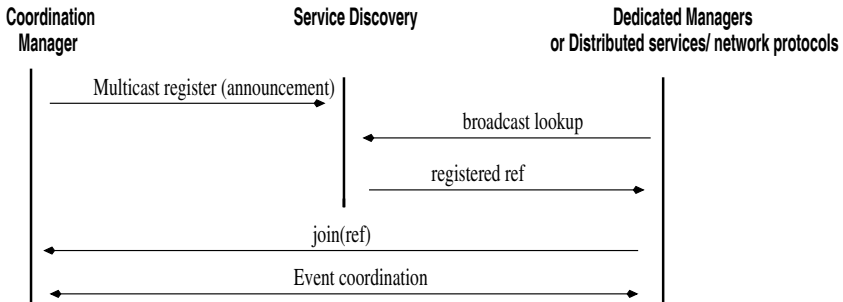 Coordination
Manager
Service Discovery
Dedicated Managers
or Distributed services/ network protocols
Multicast register (announcement)
broadcast lookup
registered ref
join(ref)
Event coordination